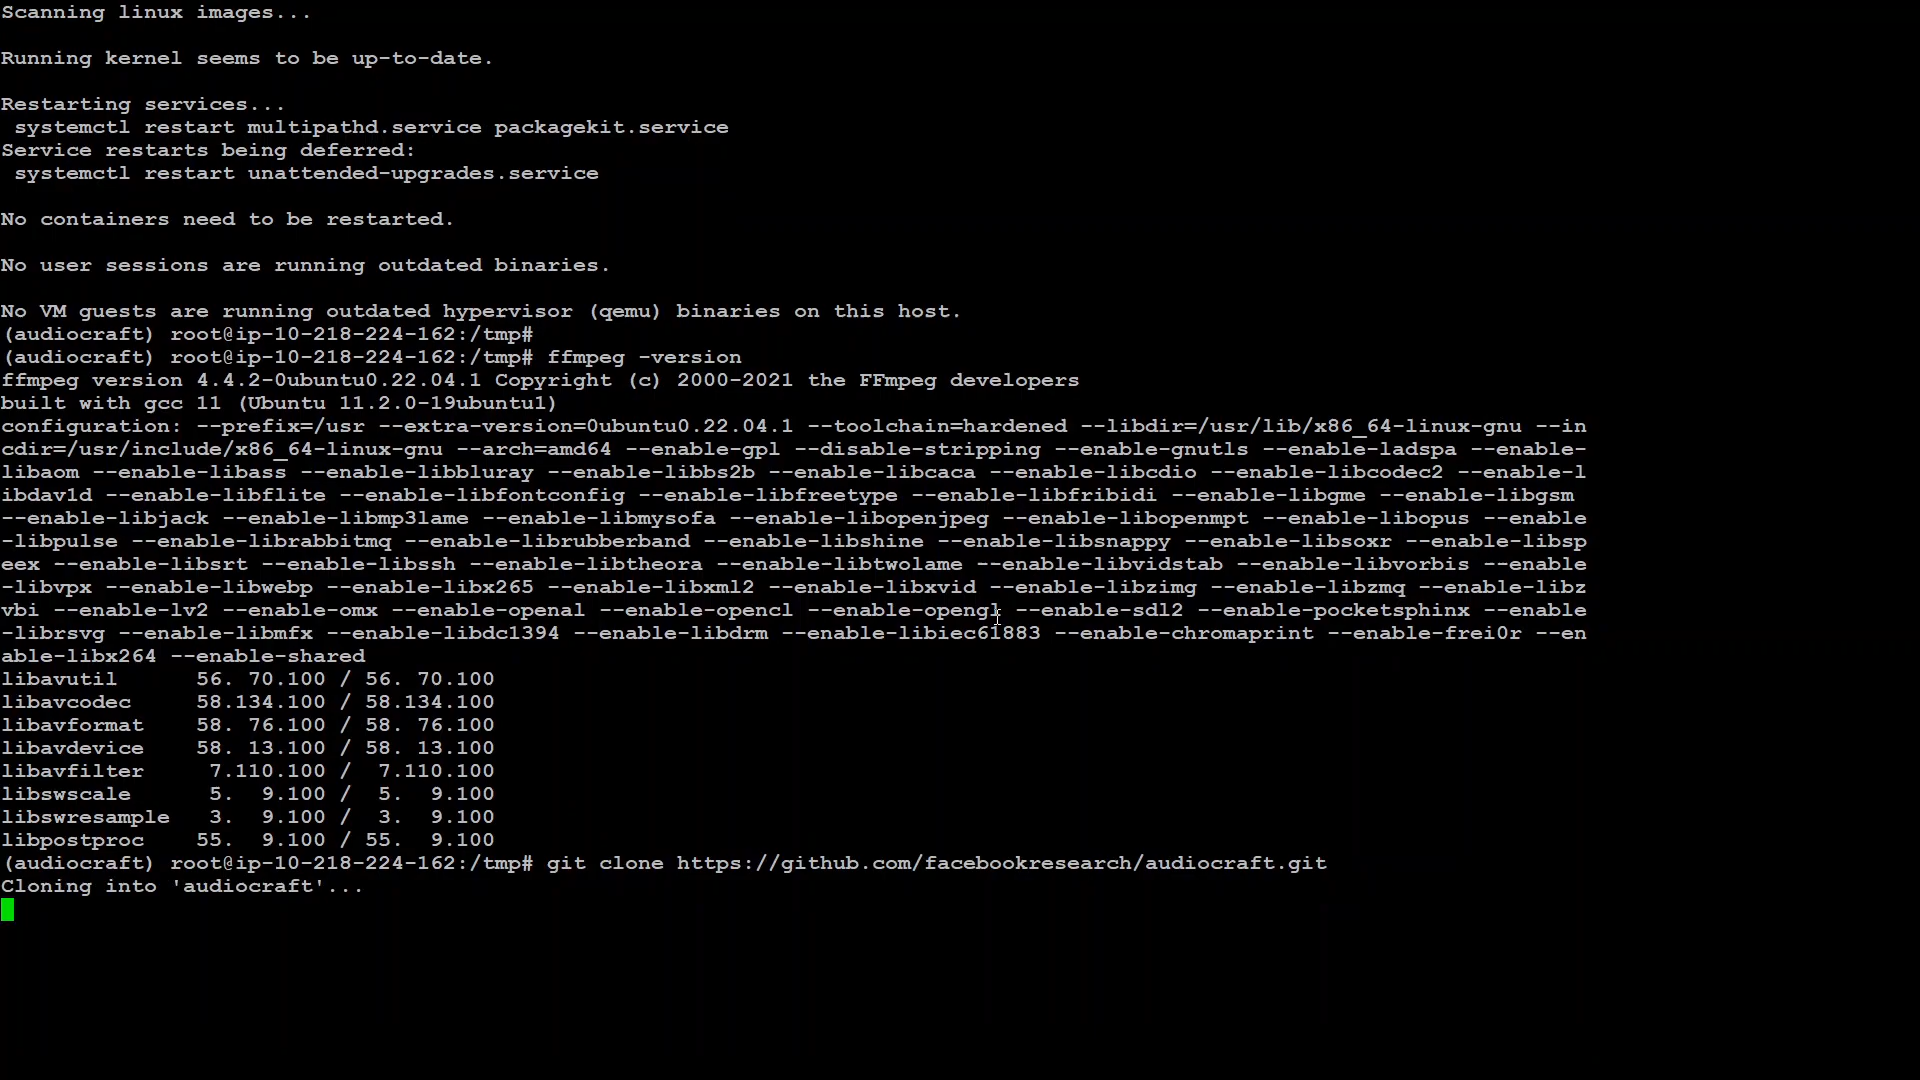 Scanning linux images...
Running kernel seems to be up-to-date.
Restarting services...
 systemctl restart multipathd.service packagekit.service
Service restarts being deferred:
 systemctl restart unattended-upgrades.service
No containers need to be restarted.
No user sessions are running outdated binaries.
No VM guests are running outdated hypervisor (qemu) binaries on this host.
(audiocraft) root@ip-10-218-224-162:/tmp#
(audiocraft) root@ip-10-218-224-162:/tmp# ffmpeg -version
ffmpeg version 4.4.2-0ubuntu0.22.04.1 Copyright (c) 2000-2021 the FFmpeg developers
built with gcc 11 (Ubuntu 11.2.0-19ubuntu1)
configuration: --prefix=/usr --extra-version=0ubuntu0.22.04.1 --toolchain=hardened --libdir=/usr/lib/x86_64-linux-gnu --in
cdir=/usr/include/x86_64-linux-gnu --arch=amd64 --enable-gpl --disable-stripping --enable-gnutls --enable-ladspa --enable-
libaom --enable-libass --enable-libbluray --enable-libbs2b --enable-libcaca --enable-libcdio --enable-libcodec2 --enable-l
ibdav1d --enable-libflite --enable-libfontconfig --enable-libfreetype --enable-libfribidi --enable-libgme --enable-libgsm
--enable-libjack --enable-libmp3lame --enable-libmysofa --enable-libopenjpeg --enable-libopenmpt --enable-libopus --enable
-libpulse --enable-librabbitmq --enable-librubberband --enable-libshine --enable-libsnappy --enable-libsoxr --enable-libsp
eex --enable-libsrt --enable-libssh --enable-libtheora --enable-libtwolame --enable-libvidstab --enable-libvorbis --enable
-libvpx --enable-libwebp --enable-libx265 --enable-libxml2 --enable-libxvid --enable-libzimg --enable-libzmq --enable-libz
vbi --enable-lv2 --enable-omx --enable-openal --enable-opencl --enable-opengl --enable-sdl2 --enable-pocketsphinx --enable
-librsvg --enable-libmfx --enable-libdc1394 --enable-libdrm --enable-libiec61883 --enable-chromaprint --enable-frei0r --en
able-libx264 --enable-shared
libavutil      56. 70.100 / 56. 70.100
libavcodec     58.134.100 / 58.134.100
libavformat    58. 76.100 / 58. 76.100
libavdevice    58. 13.100 / 58. 13.100
libavfilter     7.110.100 /  7.110.100
libswscale      5.  9.100 /  5.  9.100
libswresample   3.  9.100 /  3.  9.100
libpostproc    55.  9.100 / 55.  9.100
(audiocraft) root@ip-10-218-224-162:/tmp# git clone https://github.com/facebookresearch/audiocraft.git
Cloning into 'audiocraft'...